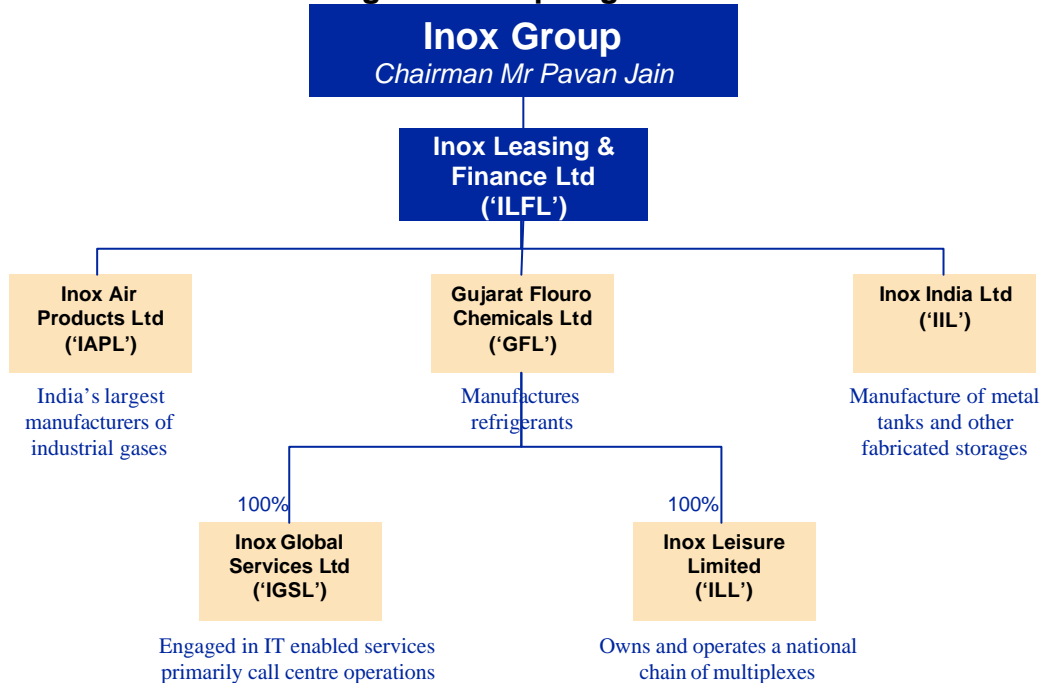 Inox Group
Chairman Mr Pavan Jain
Inox Leasing &
Finance Ltd
(‘ILFL’)
Inox Air
Products Ltd
(‘IAPL’)
Gujarat Flouro
Chemicals Ltd
(‘GFL’)
Inox India Ltd
(‘IIL’)
India’s largest
manufacturers of
industrial gases
Manufactures
refrigerants
Manufacture of metal
tanks and other
fabricated storages
100%
100%
Inox Global
Services Ltd
(‘IGSL’)
Inox Leisure
Limited
(‘ILL’)
Engaged in IT enabled services
primarily call centre operations
Owns and operates a national
chain of multiplexes